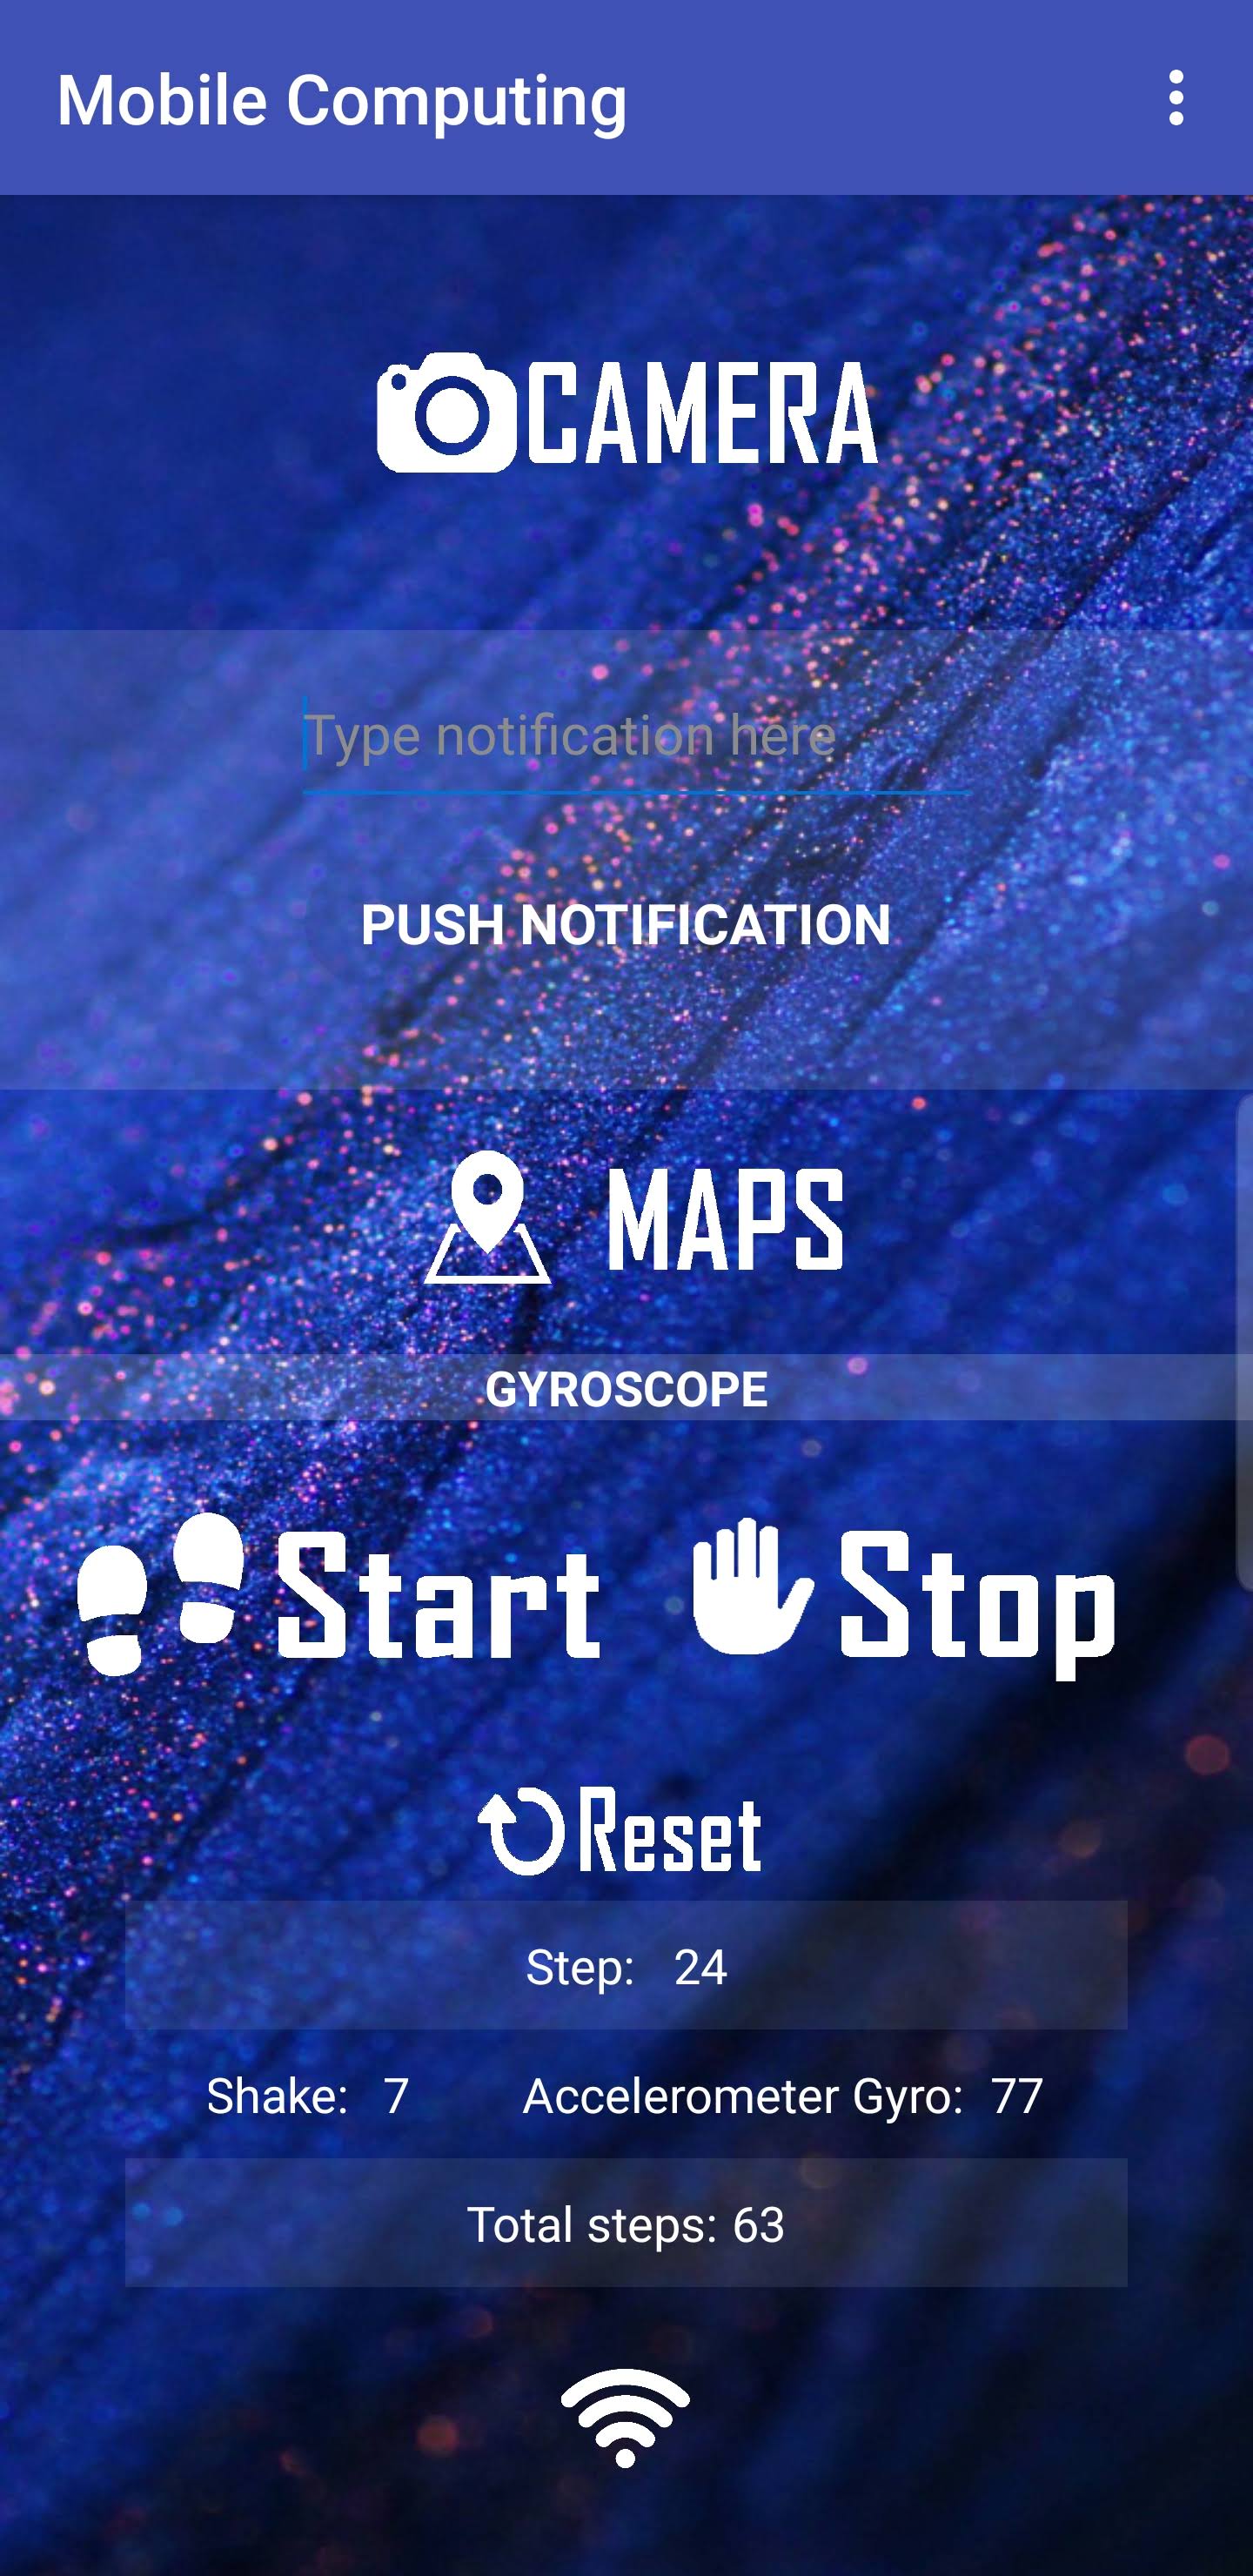 Mobile Computing
CAMERA
Type notification here
PUSH NOTIFICATION
MAPS
GYROSCOPE
Start Stop
Reset
Step: 24
Shake: 7 Accelerometer Gyro: 77
Total steps: 63